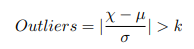 Outliers = |χ − μ / σ| > k